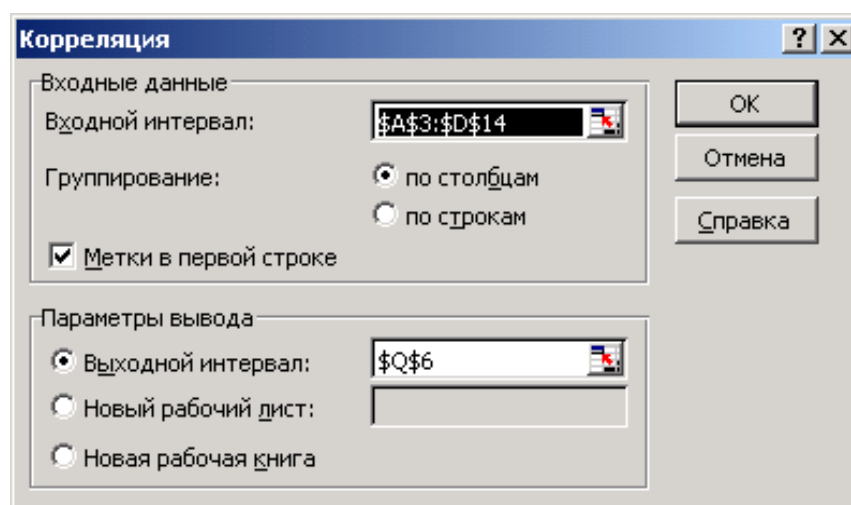 Корреляция
Входные данные
Входной интервал: $A$3:$D$14
Группирование: по столбцам
по строкам
Метки в первой строке
OK
Отмена
Справка
Параметры вывода
Выходной интервал: $Q$6
Новый рабочий лист:
Новая рабочая книга